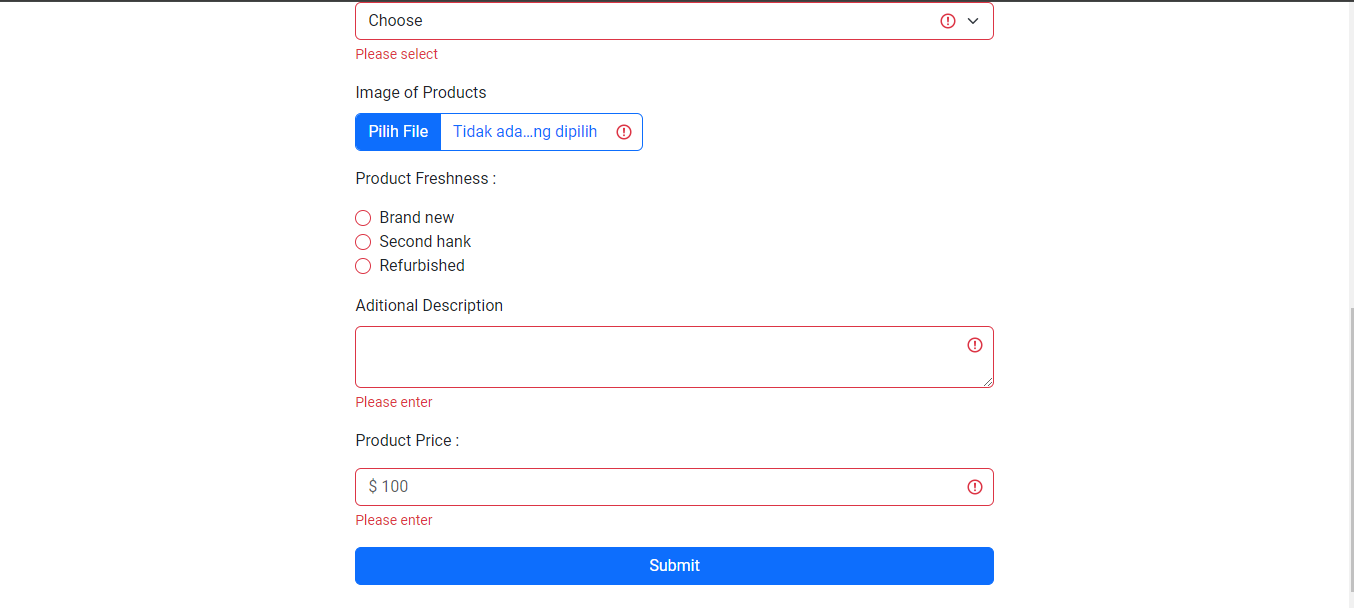 Choose
Please select
Image of Products
Pilih File Tidak ada...ng dipilih
Product Freshness :
Brand new
Second hank
Refurbished
Aditional Description
Please enter
Product Price :
$ 100
Please enter
Submit